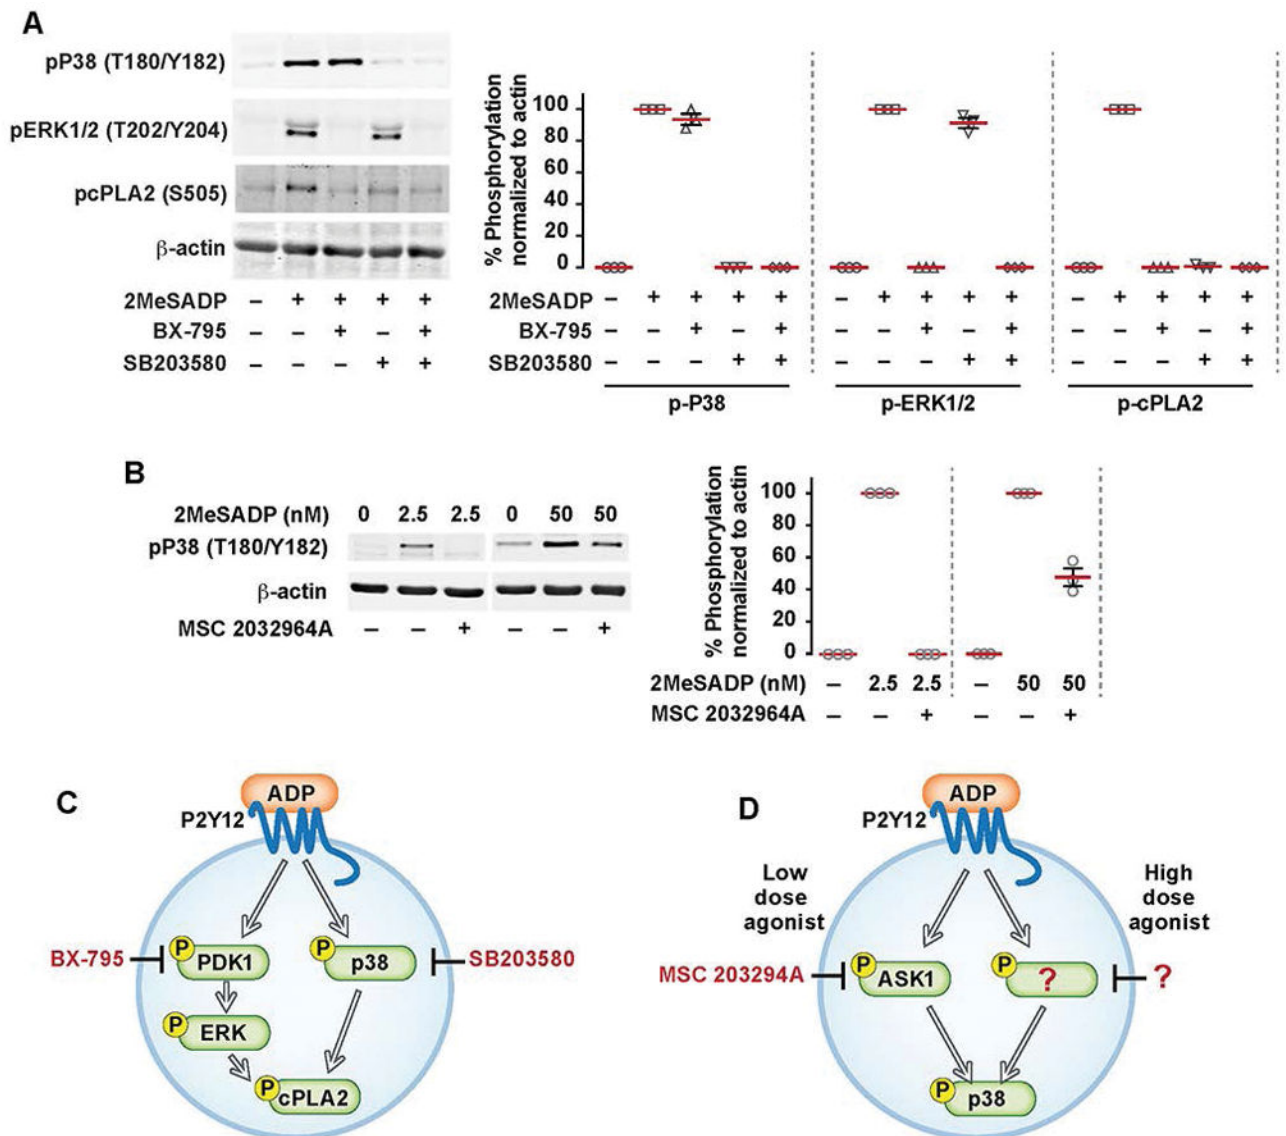 A
pP38 (T180/Y182)
pERK1/2 (T202/Y204)
pcPLA2 (S505)
β-actin
2MeSADP – + + + +
BX-795 – – + – +
SB203580 – – – + +
% Phosphorylation
normalized to actin
100
80
60
40
20
0
2MeSADP – + + + + – + + + + – + + + +
BX-795 – – + – + – – + – + – – + – +
SB203580 – – – + + – – – + + – – – + +
p-P38 p-ERK1/2 p-cPLA2
B
2MeSADP (nM) 0 2.5 2.5 0 50 50
pP38 (T180/Y182)
β-actin
MSC 2032964A – – + – – +
% Phosphorylation
normalized to actin
100
80
60
40
20
0
2MeSADP (nM) – 2.5 2.5 – 50 50
MSC 2032964A – – + – – +
C
ADP
P2Y12
BX-795
P PDK1
P p38
SB203580
P ERK
P cPLA2
D
ADP
P2Y12
Low
dose
agonist
High
dose
agonist
MSC 203294A
P ASK1
P ?
?
P p38